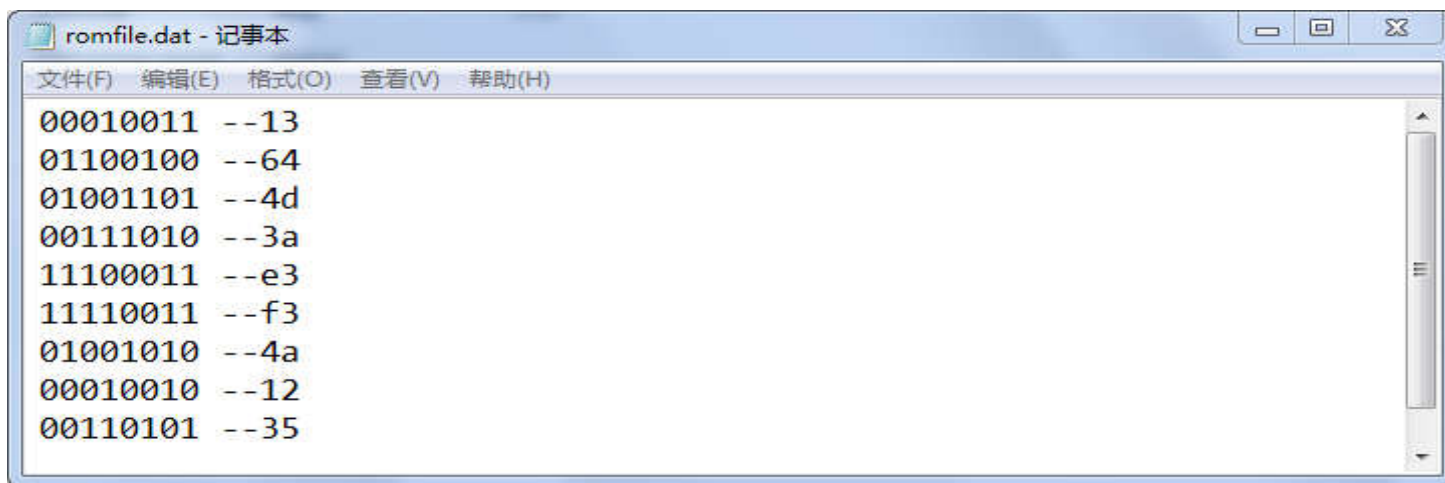 romfile.dat - 记事本
文件(F) 编辑(E) 格式(O) 查看(V) 帮助(H)
00010011 --13
01100100 --64
01001101 --4d
00111010 --3a
11100011 --e3
11110011 --f3
01001010 --4a
00010010 --12
00110101 --35